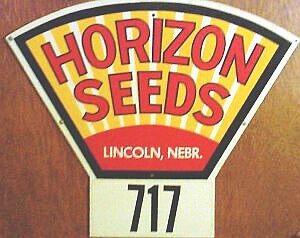 HORIZON
SEEDS
LINCOLN, NEBR.
717